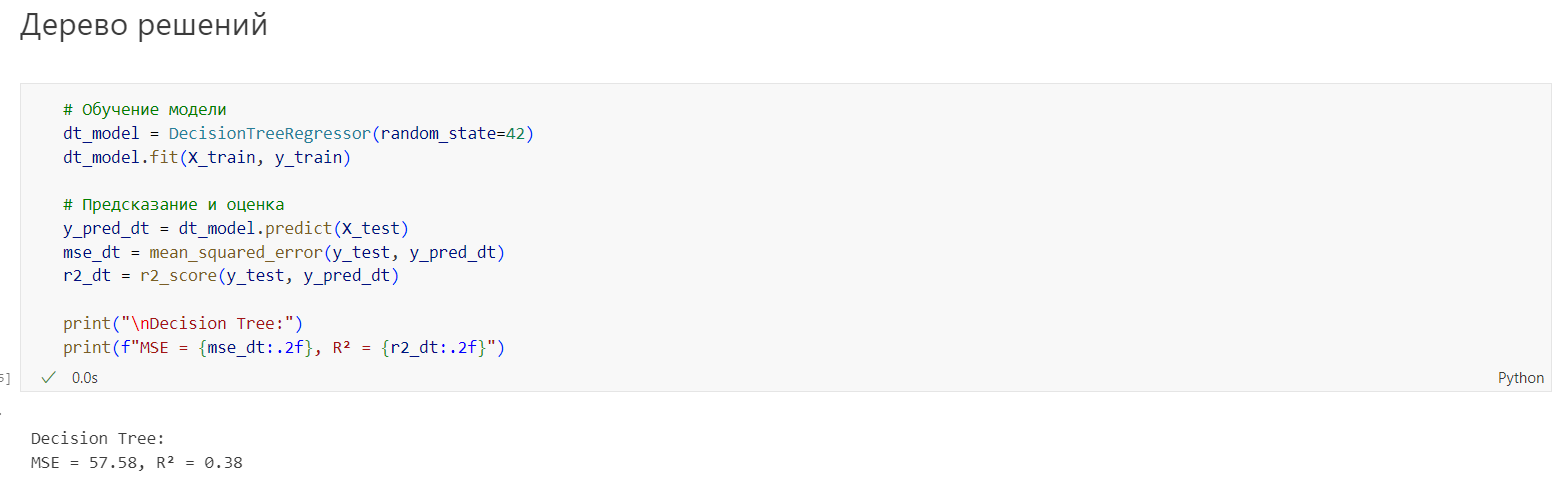 Дерево решений
# Обучение модели
dt_model = DecisionTreeRegressor(random_state=42)
dt_model.fit(X_train, y_train)
# Предсказание и оценка
y_pred_dt = dt_model.predict(X_test)
mse_dt = mean_squared_error(y_test, y_pred_dt)
r2_dt = r2_score(y_test, y_pred_dt)
print("\nDecision Tree:")
print(f"MSE = {mse_dt:.2f}, R² = {r2_dt:.2f}")
✓ 0.0s
Python
Decision Tree:
MSE = 57.58, R² = 0.38